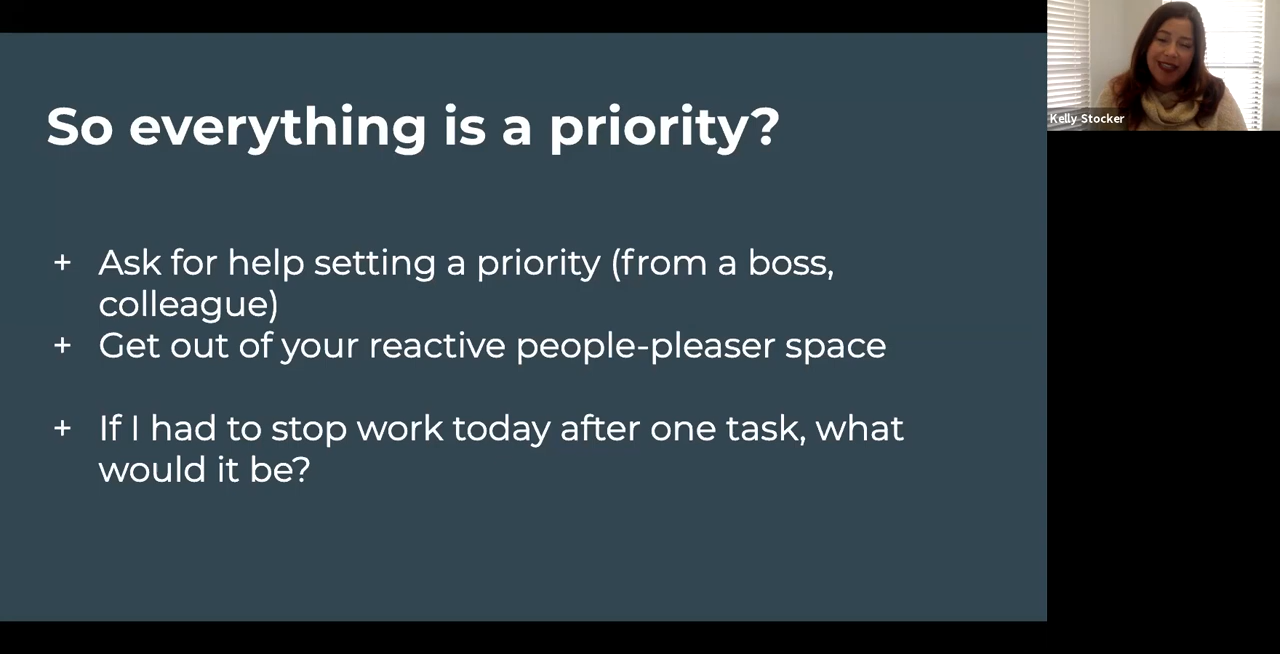 So everything is a priority?
+ Ask for help setting a priority (from a boss,
colleague)
+ Get out of your reactive people-pleaser space
+ If I had to stop work today after one task, what
would it be?
Kelly Stocker